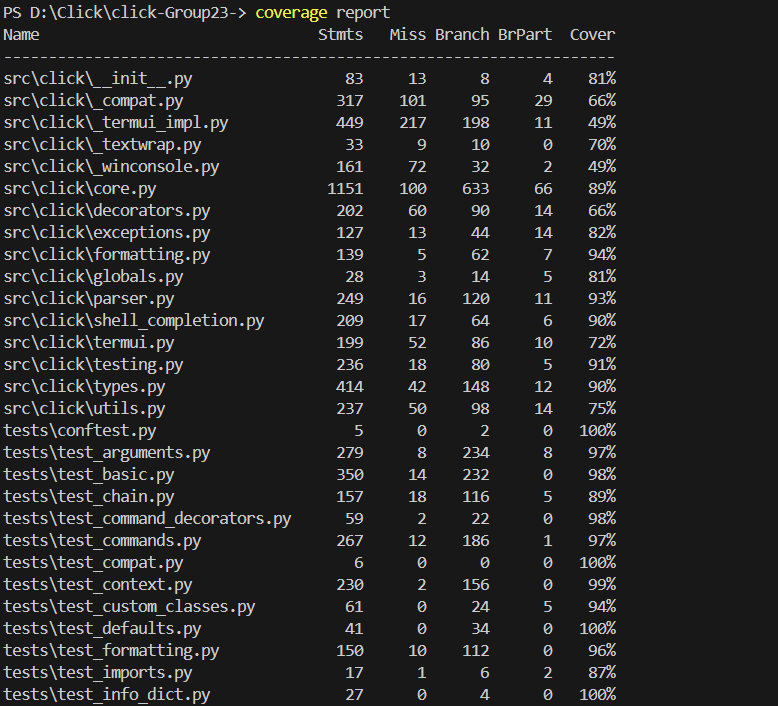 PS D:\Click\click-Group23-> coverage report
Name                               Stmts   Miss Branch BrPart  Cover
--------------------------------------------------------------------
src\click\__init__.py                 83     13      8      4    81%
src\click\_compat.py                 317    101     95     29    66%
src\click\_termui_impl.py            449    217    198     11    49%
src\click\_textwrap.py                33      9     10      0    70%
src\click\_winconsole.py             161     72     32      2    49%
src\click\core.py                   1151    100    633     66    89%
src\click\decorators.py              202     60     90     14    66%
src\click\exceptions.py              127     13     44     14    82%
src\click\formatting.py              139      5     62      7    94%
src\click\globals.py                  28      3     14      5    81%
src\click\parser.py                  249     16    120     11    93%
src\click\shell_completion.py        209     17     64      6    90%
src\click\termui.py                  199     52     86     10    72%
src\click\testing.py                 236     18     80      5    91%
src\click\types.py                   414     42    148     12    90%
src\click\utils.py                   237     50     98     14    75%
tests\conftest.py                      5      0      2      0   100%
tests\test_arguments.py              279      8    234      8    97%
tests\test_basic.py                  350     14    232      0    98%
tests\test_chain.py                  157     18    116      5    89%
tests\test_command_decorators.py      59      2     22      0    98%
tests\test_commands.py               267     12    186      1    97%
tests\test_compat.py                   6      0      0      0   100%
tests\test_context.py                230      2    156      0    99%
tests\test_custom_classes.py          61      0     24      5    94%
tests\test_defaults.py                41      0     34      0   100%
tests\test_formatting.py             150     10    112      0    96%
tests\test_imports.py                 17      1      6      2    87%
tests\test_info_dict.py               27      0      4      0   100%